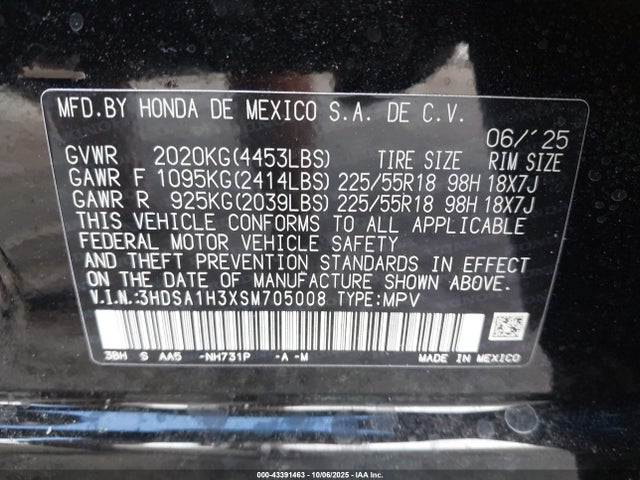 MFD.BY HONDA DE MEXICO S.A. DE C.V.
06/'25
GVWR 2020KG(4453LBS) TIRE SIZE RIM SIZE
GAWR F 1095KG(2414LBS) 225/55R18 98H 18X7J
GAWR R 925KG(2039LBS) 225/55R18 98H 18X7J
THIS VEHICLE CONFORMS TO ALL APPLICABLE
FEDERAL MOTOR VEHICLE SAFETY
AND THEFT PREVENTION STANDARDS IN EFFECT
ON THE DATE OF MANUFACTURE SHOWN ABOVE.
V.I.N.:3HDSA1H3XSM705008 TYPE:MPV
3BH S AA5 -NH731P -A -M MADE IN MEXICO
000-43391463 - 10/06/2025 - IAA Inc.